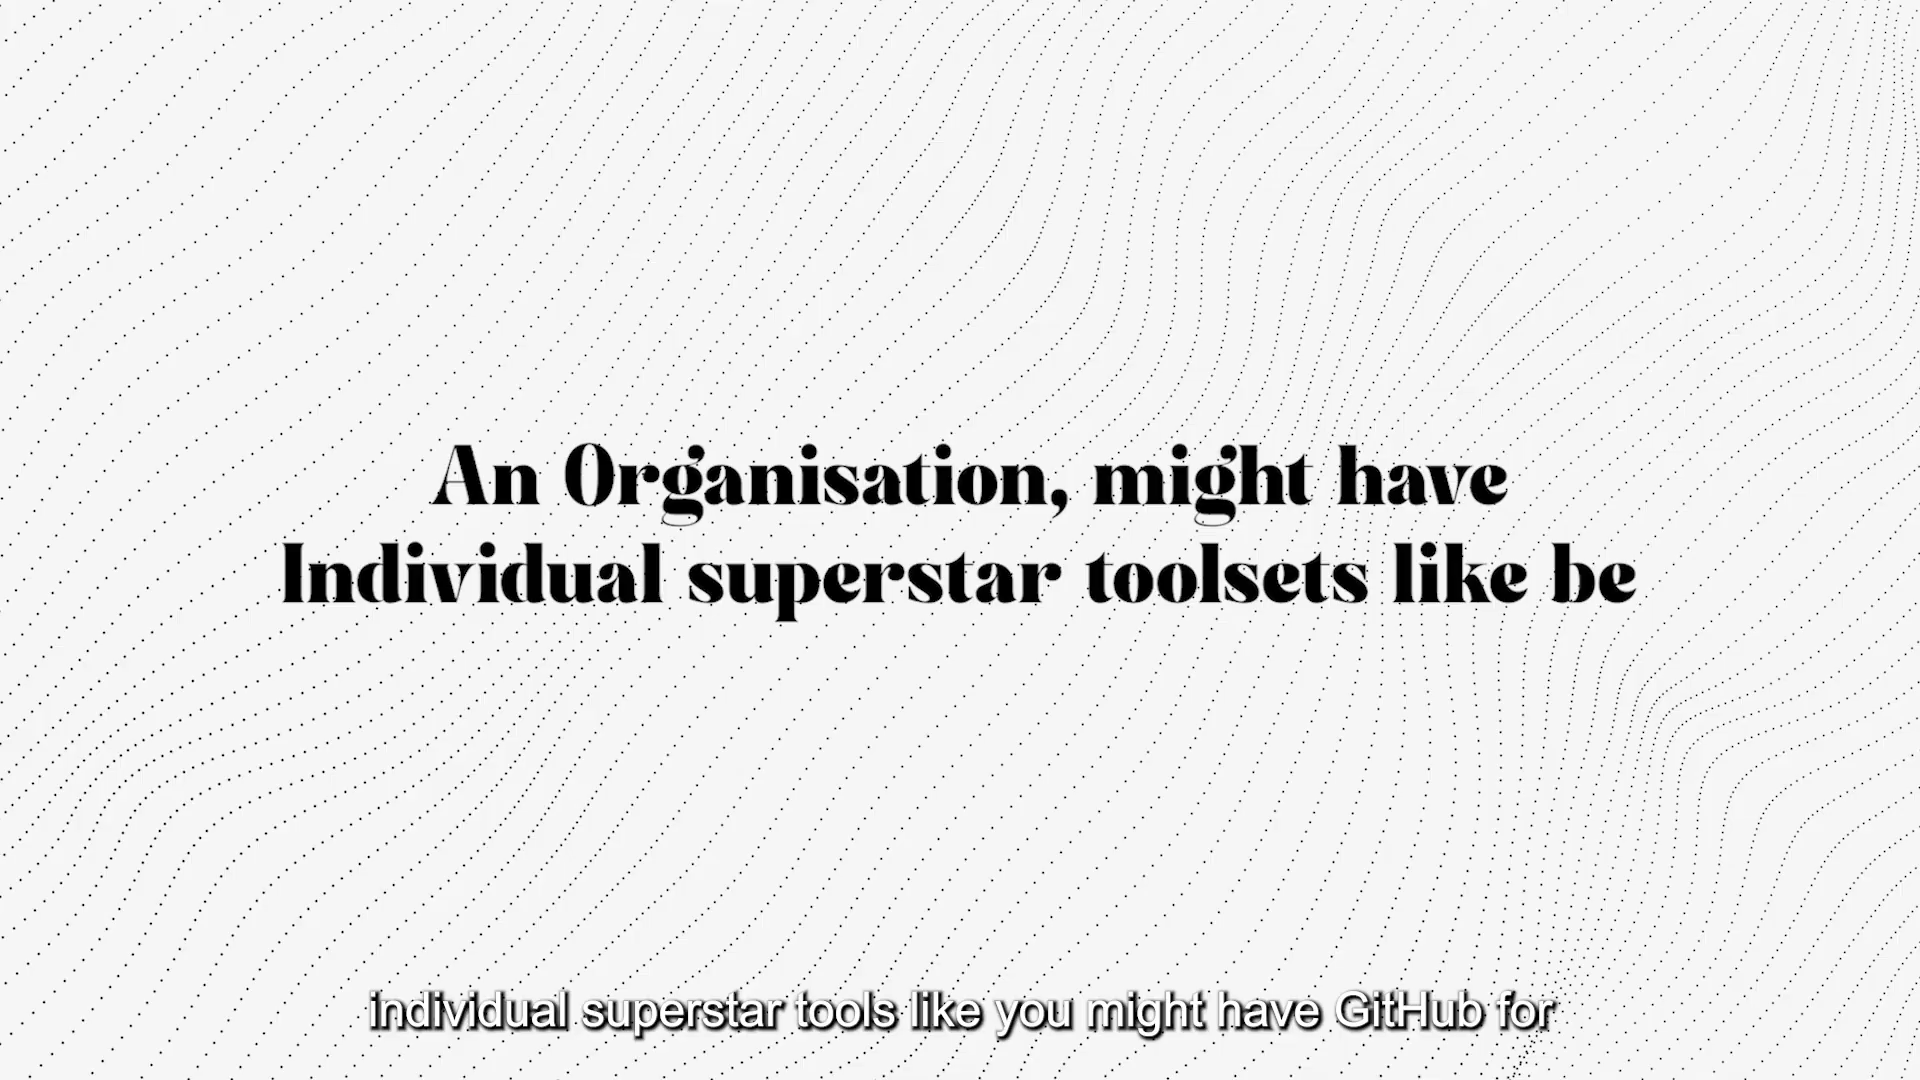 An Organisation, might have
Individual superstar toolsets like be
individual superstar tools like you might have GitHub for